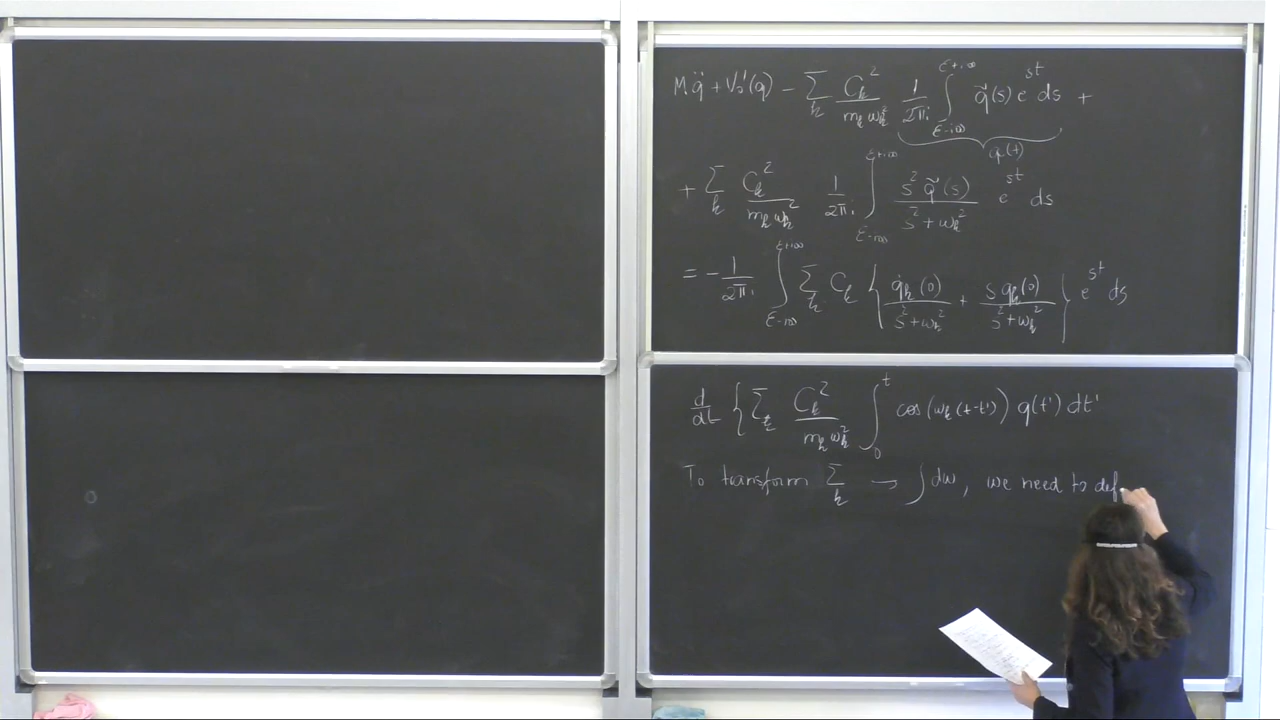 M q̈ + V₀'(q) − Σ_k C_k²/(m_k ω_k²) 1/(2πi) ∫_{ε−i∞}^{ε+i∞} q̃(s) e^{st} ds +
q(t)
+ Σ_k C_k²/(m_k ω_k²) 1/(2πi) ∫_{ε−i∞}^{ε+i∞} s² q̃(s)/(s² + ω_k²) e^{st} ds
= − 1/(2πi) ∫_{ε−i∞}^{ε+i∞} Σ_k C_k { q̇_k(0)/(s² + ω_k²) + s q_k(0)/(s² + ω_k²) } e^{st} ds
d/dt { Σ_k C_k²/(m_k ω_k²) ∫_0^t cos(ω_k(t−t')) q(t') dt'
To transform Σ_k → ∫ dω, we need to def